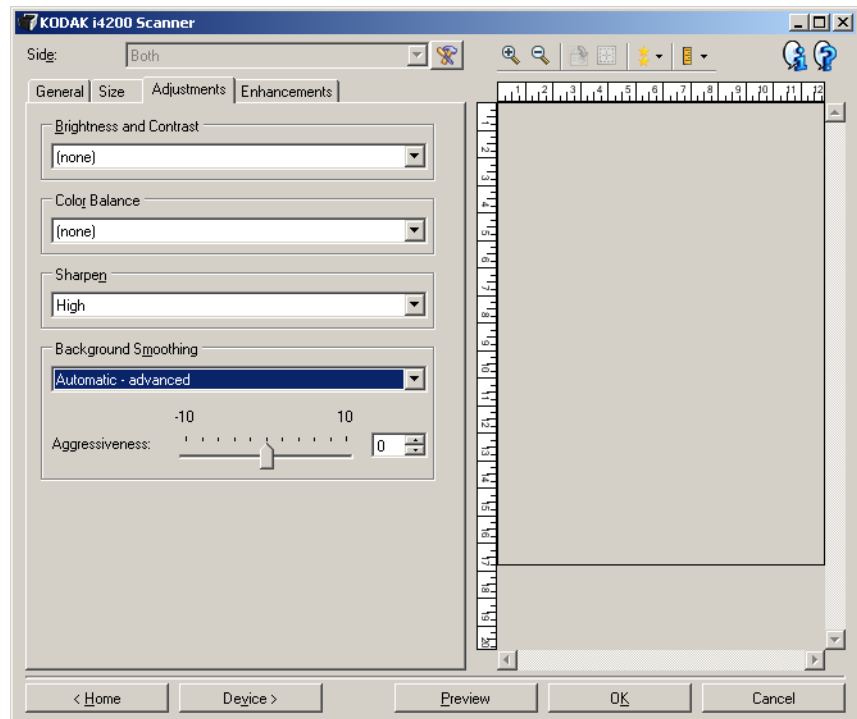 KODAK i4200 Scanner
Side: Both
General Size Adjustments Enhancements
Brightness and Contrast
(none)
Color Balance
(none)
Sharpen
High
Background Smoothing
Automatic - advanced
-10 10
Aggressiveness: 0
1 2 3 4 5 6 7 8 9 10 11 12
1
2
3
4
5
6
7
8
9
10
11
12
13
14
15
16
17
18
19
20
< Home Device > Preview OK Cancel